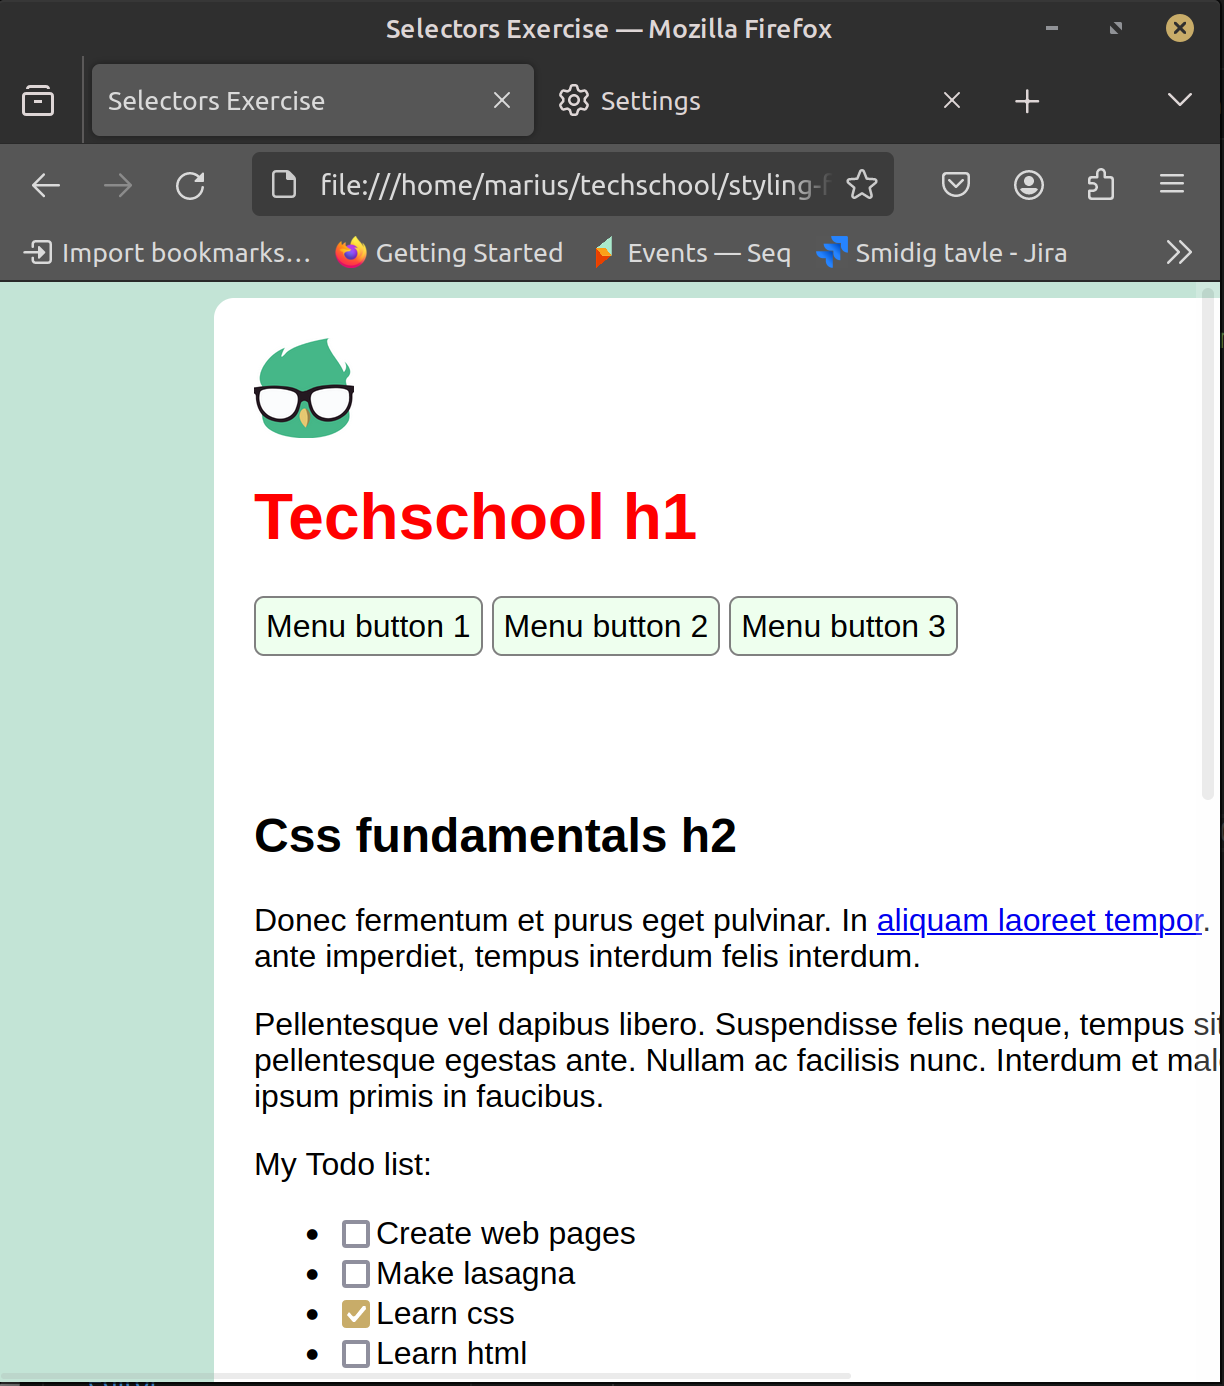 Selectors Exercise — Mozilla Firefox
Selectors Exercise
Settings
file:///home/marius/techschool/styling-f
Import bookmarks...
Getting Started
Events — Seq
Smidig tavle - Jira
Techschool h1
Menu button 1
Menu button 2
Menu button 3
Css fundamentals h2
Donec fermentum et purus eget pulvinar. In aliquam laoreet tempor.
ante imperdiet, tempus interdum felis interdum.
Pellentesque vel dapibus libero. Suspendisse felis neque, tempus sit
pellentesque egestas ante. Nullam ac facilisis nunc. Interdum et mal
ipsum primis in faucibus.
My Todo list:
Create web pages
Make lasagna
Learn css
Learn html